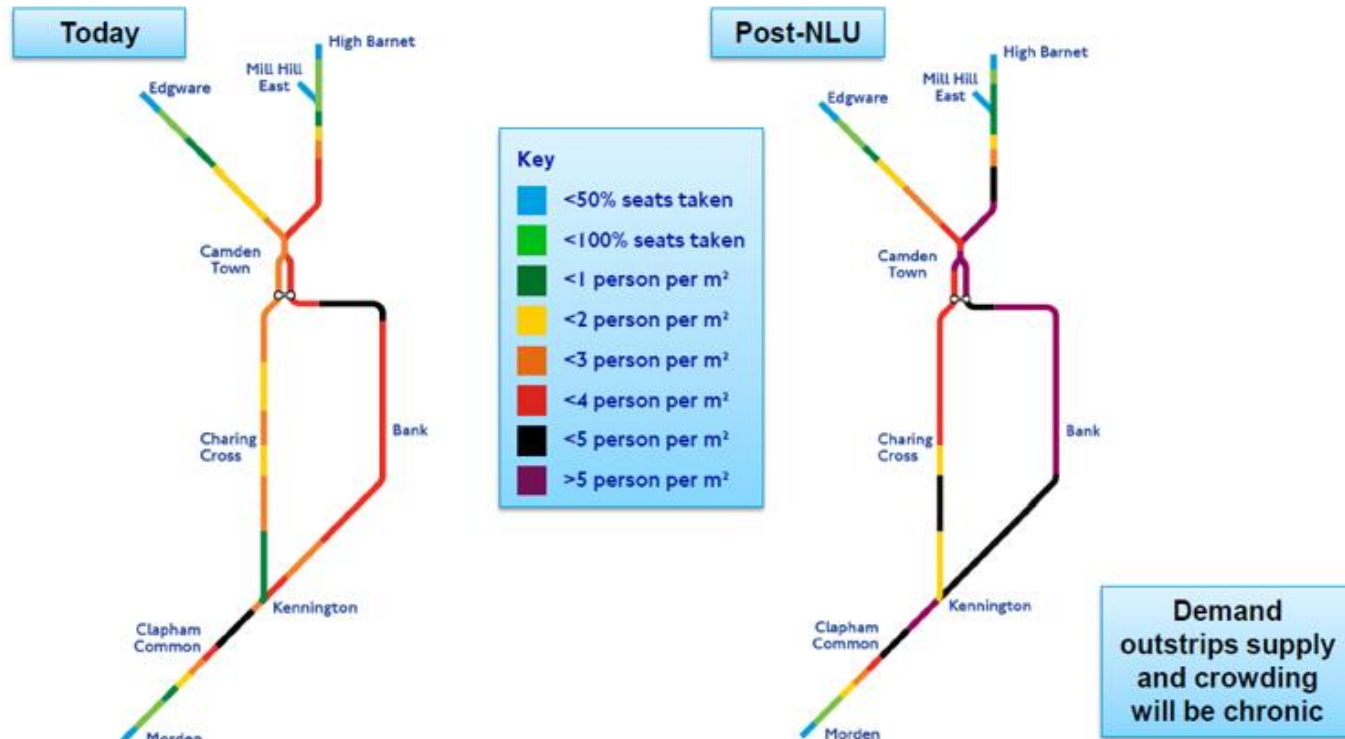 Today
High Barnet
Mill Hill
East
Edgware
Camden
Town
Charing
Cross
Bank
Kennington
Clapham
Common
Morden
Key
<50% seats taken
<100% seats taken
<1 person per m²
<2 person per m²
<3 person per m²
<4 person per m²
<5 person per m²
>5 person per m²
Post-NLU
High Barnet
Mill Hill
East
Edgware
Camden
Town
Charing
Cross
Bank
Kennington
Clapham
Common
Morden
Demand
outstrips supply
and crowding
will be chronic